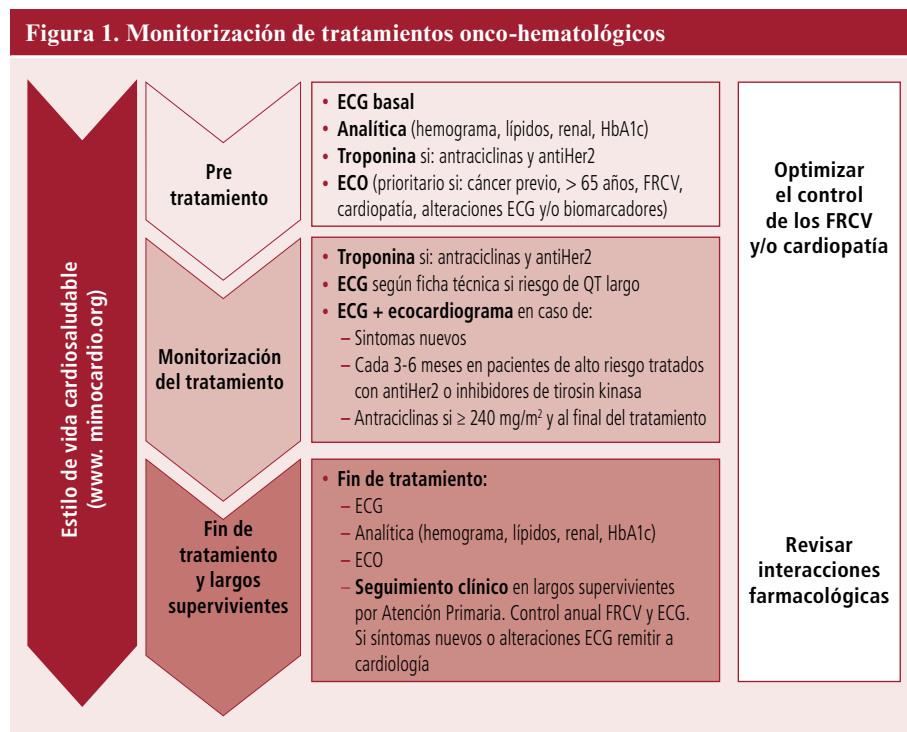 Figura 1. Monitorización de tratamientos onco-hematológicos
Estilo de vida cardiosaludable
(www. mimocardio.org)
Pre
tratamiento
• ECG basal
• Analítica (hemograma, lípidos, renal, HbA1c)
• Troponina si: antraciclinas y antiHer2
• ECO (prioritario si: cáncer previo, > 65 años, FRCV,
cardiopatía, alteraciones ECG y/o biomarcadores)
Monitorización
del tratamiento
• Troponina si: antraciclinas y antiHer2
• ECG según ficha técnica si riesgo de QT largo
• ECG + ecocardiograma en caso de:
– Sintomas nuevos
– Cada 3-6 meses en pacientes de alto riesgo tratados
con antiHer2 o inhibidores de tirosin kinasa
– Antraciclinas si ≥ 240 mg/m² y al final del tratamiento
Fin de
tratamiento
y largos
supervivientes
• Fin de tratamiento:
– ECG
– Analítica (hemograma, lípidos, renal, HbA1c)
– ECO
– Seguimiento clínico en largos supervivientes
por Atención Primaria. Control anual FRCV y ECG.
Si síntomas nuevos o alteraciones ECG remitir a
cardiología
Optimizar
el control
de los FRCV
y/o cardiopatía
Revisar
interacciones
farmacológicas